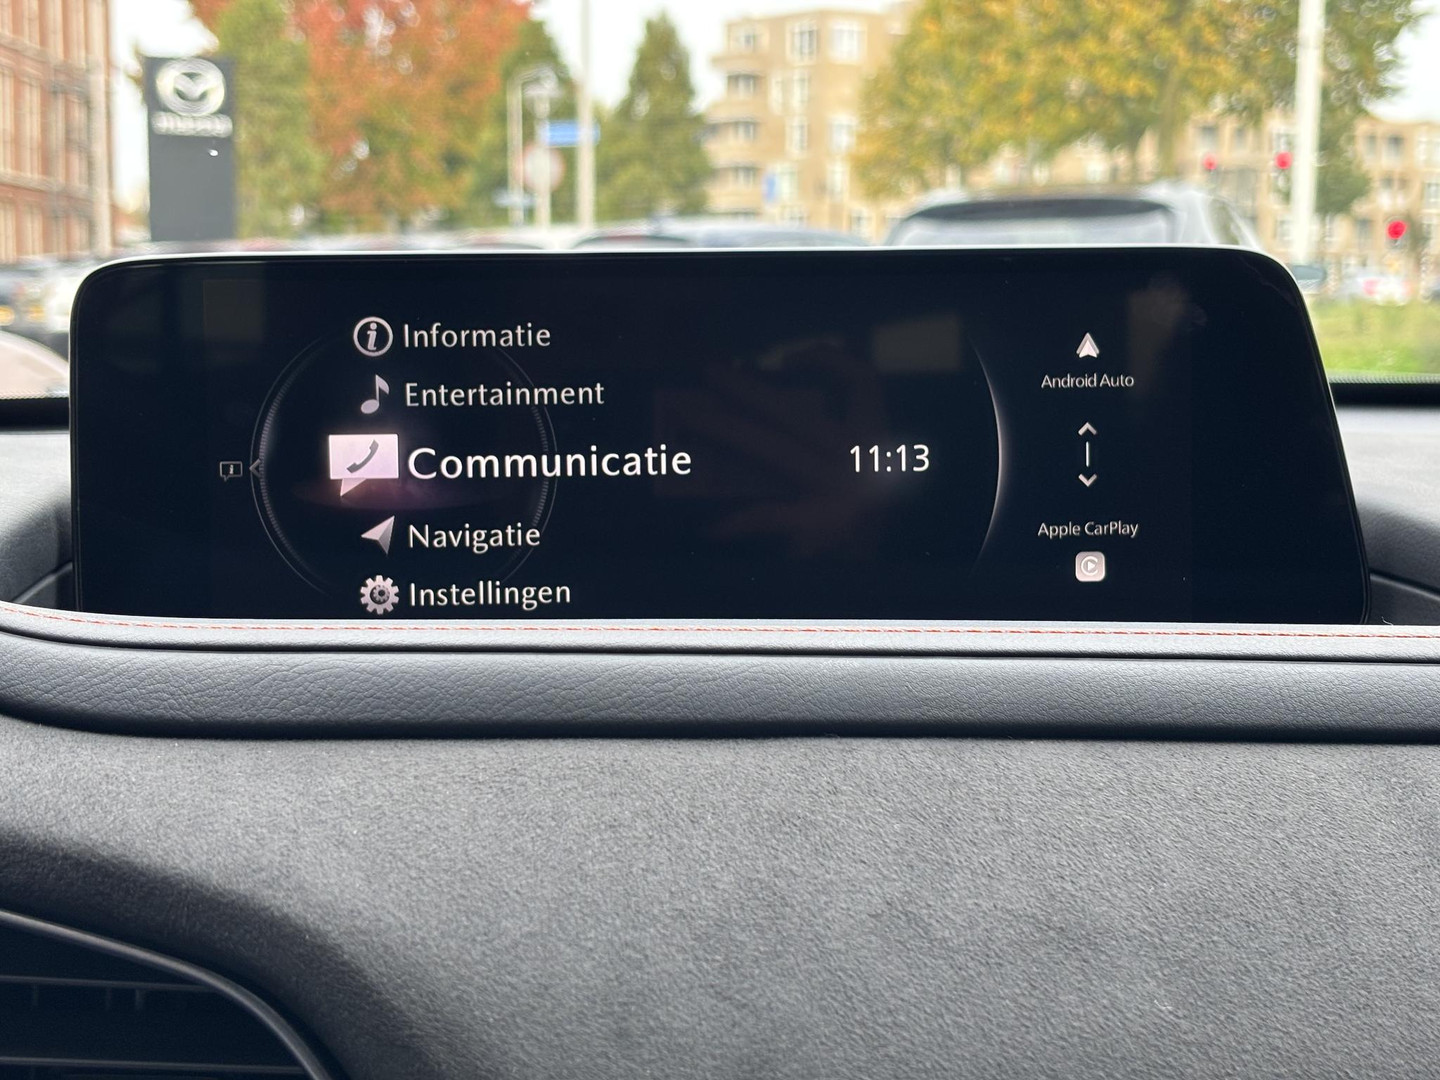 Informatie
Entertainment
Communicatie
11:13
Navigatie
Instellingen
Android Auto
Apple CarPlay